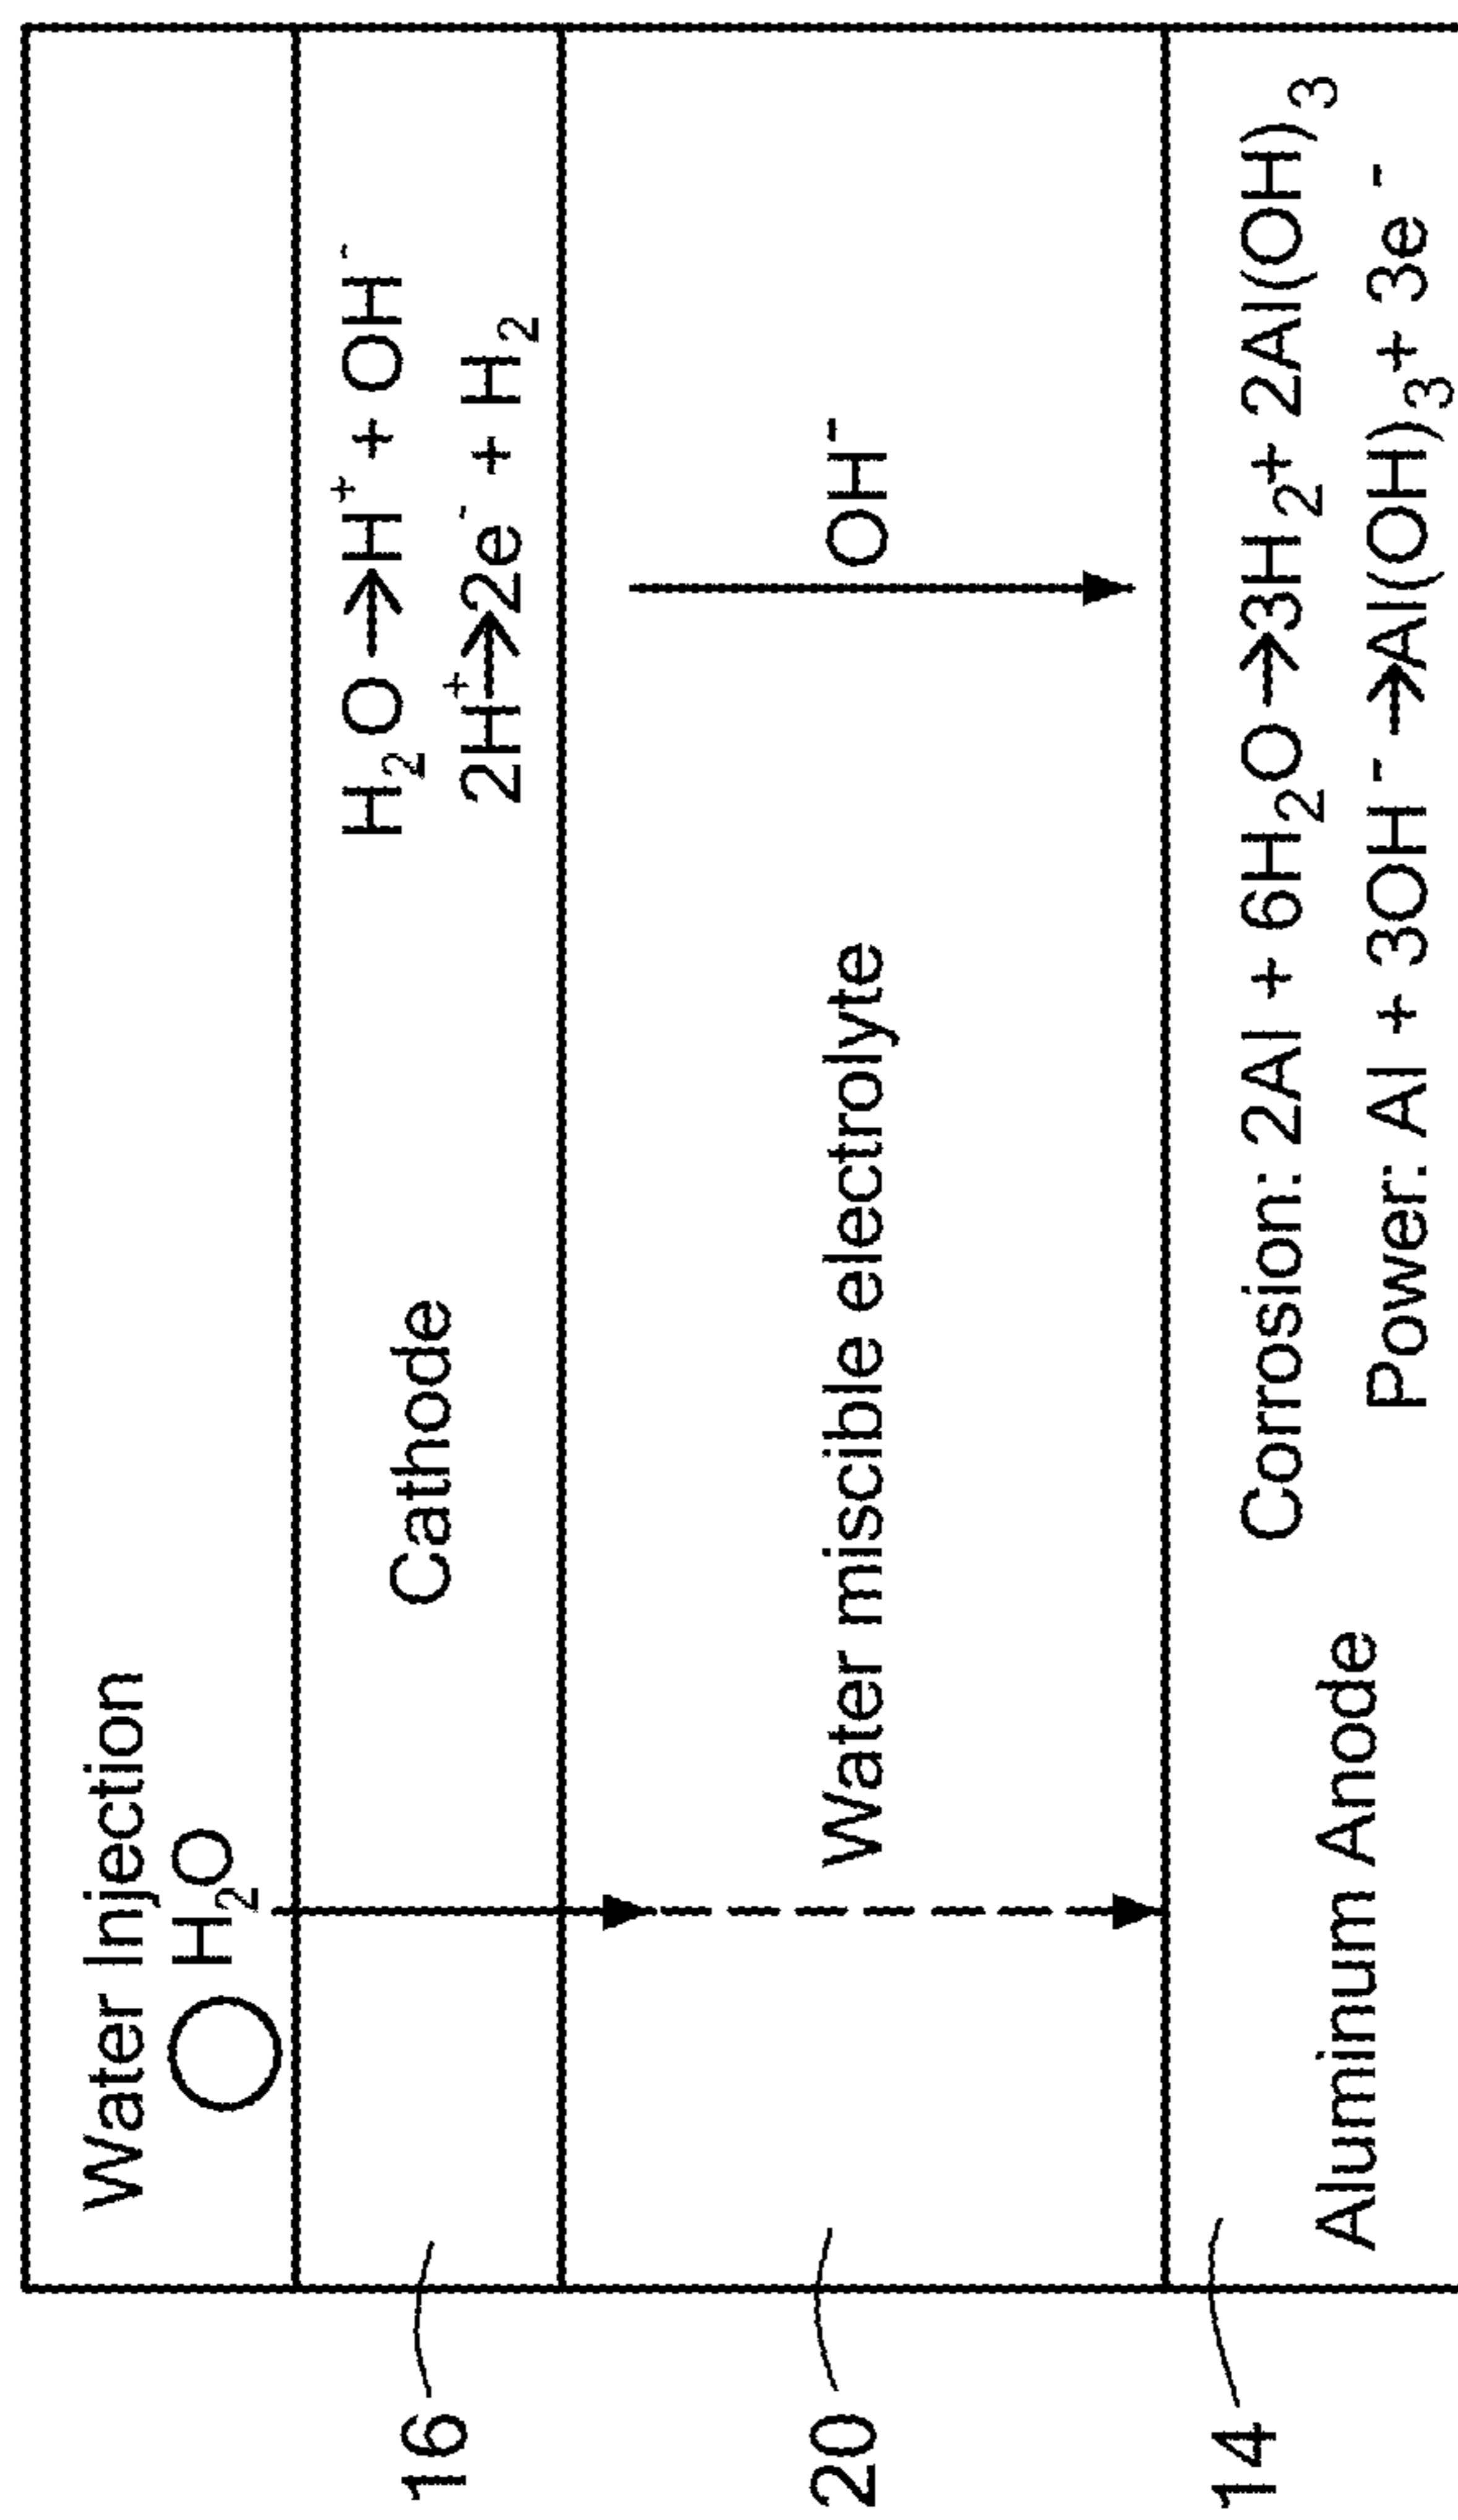 Water Injection
H₂O
16
Cathode
H₂O → H⁺ + OH⁻
2H⁺→2e⁻ + H₂
20
Water miscible electrolyte
OH⁻
14
Aluminum Anode
Corrosion: 2Al + 6H₂O→3H₂+ 2Al(OH)₃
Power: Al + 3OH⁻ →Al(OH)₃+ 3e⁻